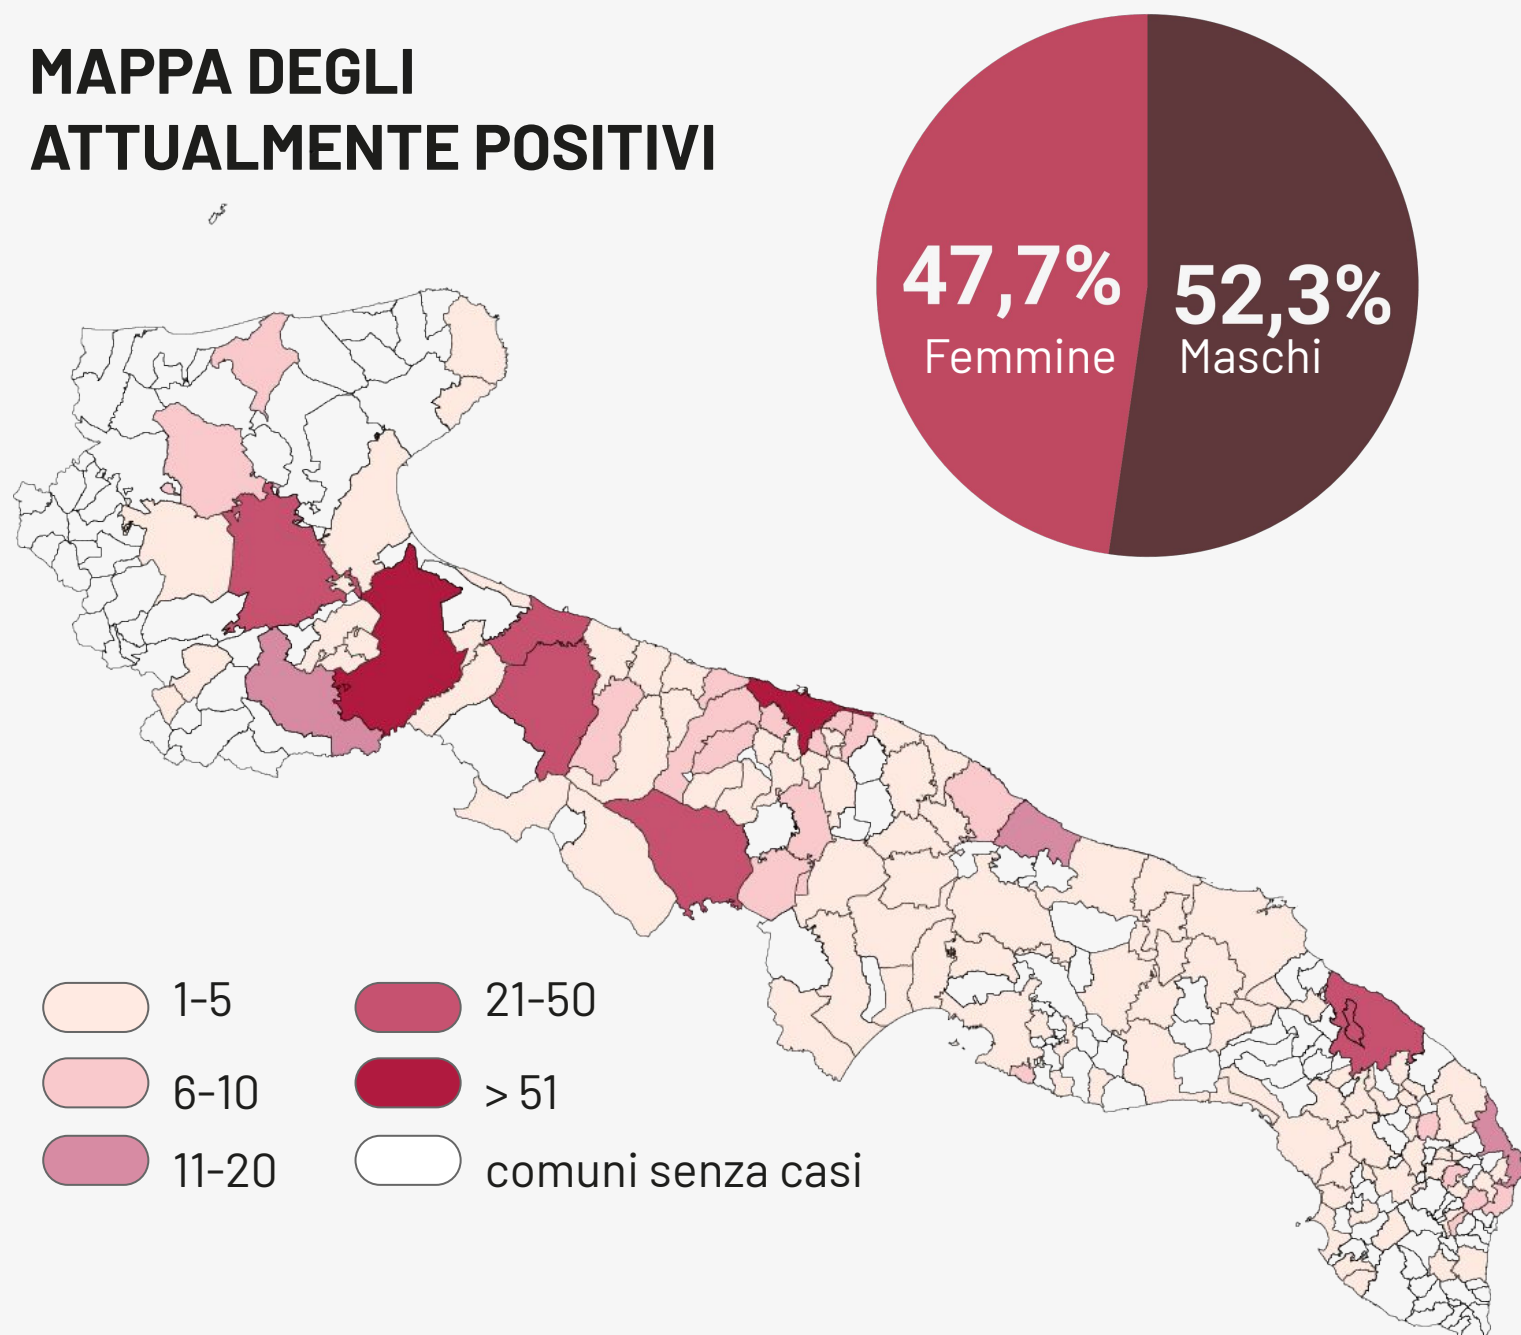 MAPPA DEGLI
ATTUALMENTE POSITIVI
47,7%
Femmine
52,3%
Maschi
1-5
6-10
11-20
21-50
> 51
comuni senza casi